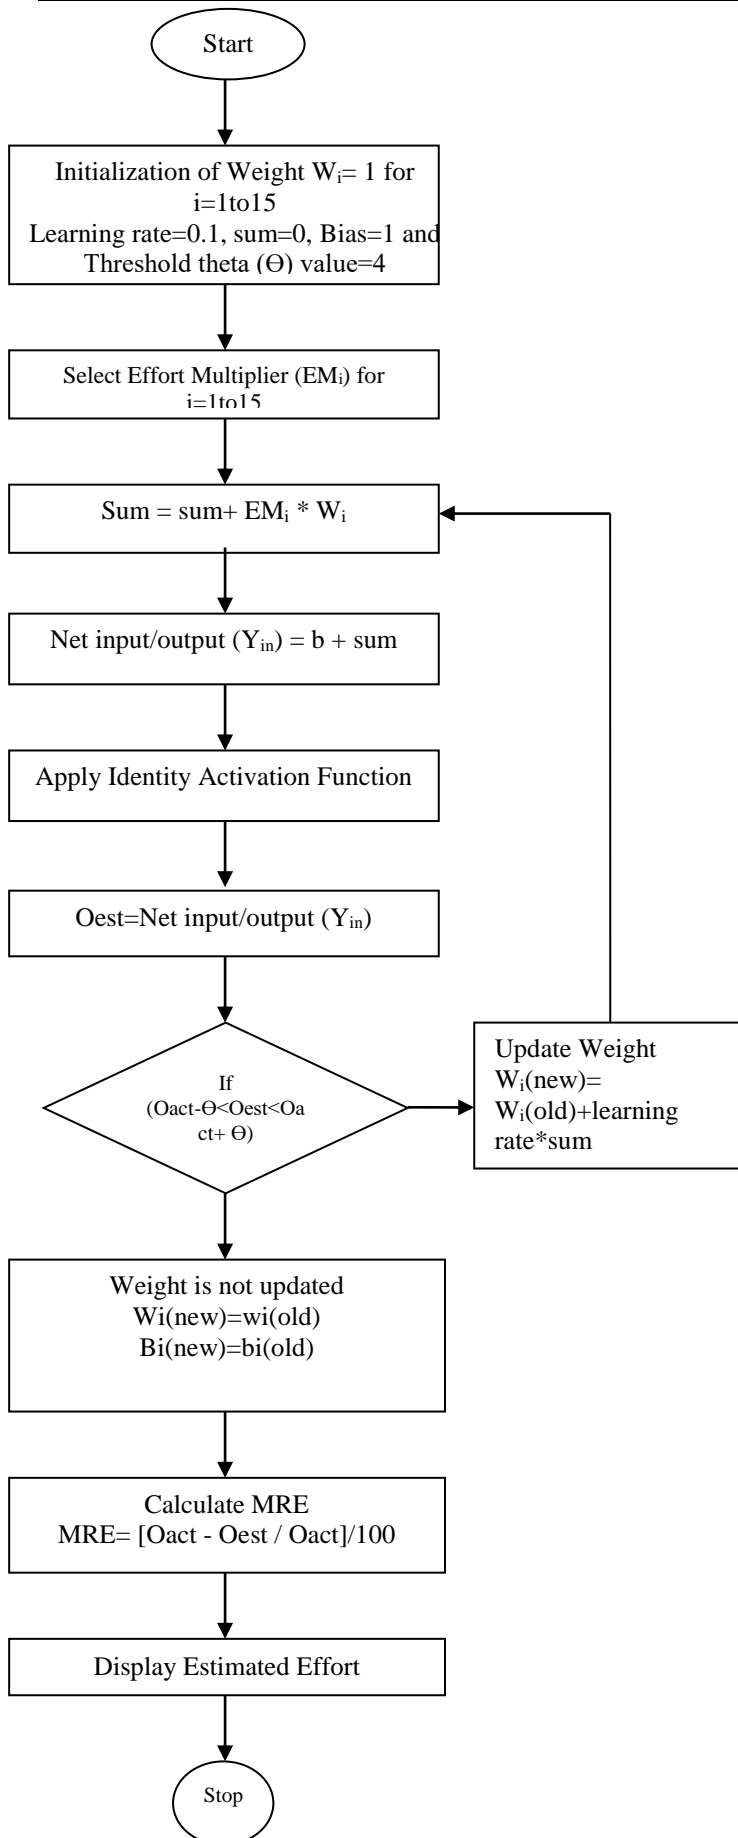 Start
Initialization of Weight Wᵢ= 1 for
i=1to15
Learning rate=0.1, sum=0, Bias=1 and
Threshold theta (Ө) value=4
Select Effort Multiplier (EMᵢ) for
i=1to15
Sum = sum+ EMᵢ * Wᵢ
Net input/output (Yᵢₙ) = b + sum
Apply Identity Activation Function
Oest=Net input/output (Yᵢₙ)
If
(Oact-Ө<Oest<Oa
ct+ Ө)
Update Weight
Wᵢ(new)=
Wᵢ(old)+learning
rate*sum
Weight is not updated
Wi(new)=wi(old)
Bi(new)=bi(old)
Calculate MRE
MRE= [Oact - Oest / Oact]/100
Display Estimated Effort
Stop